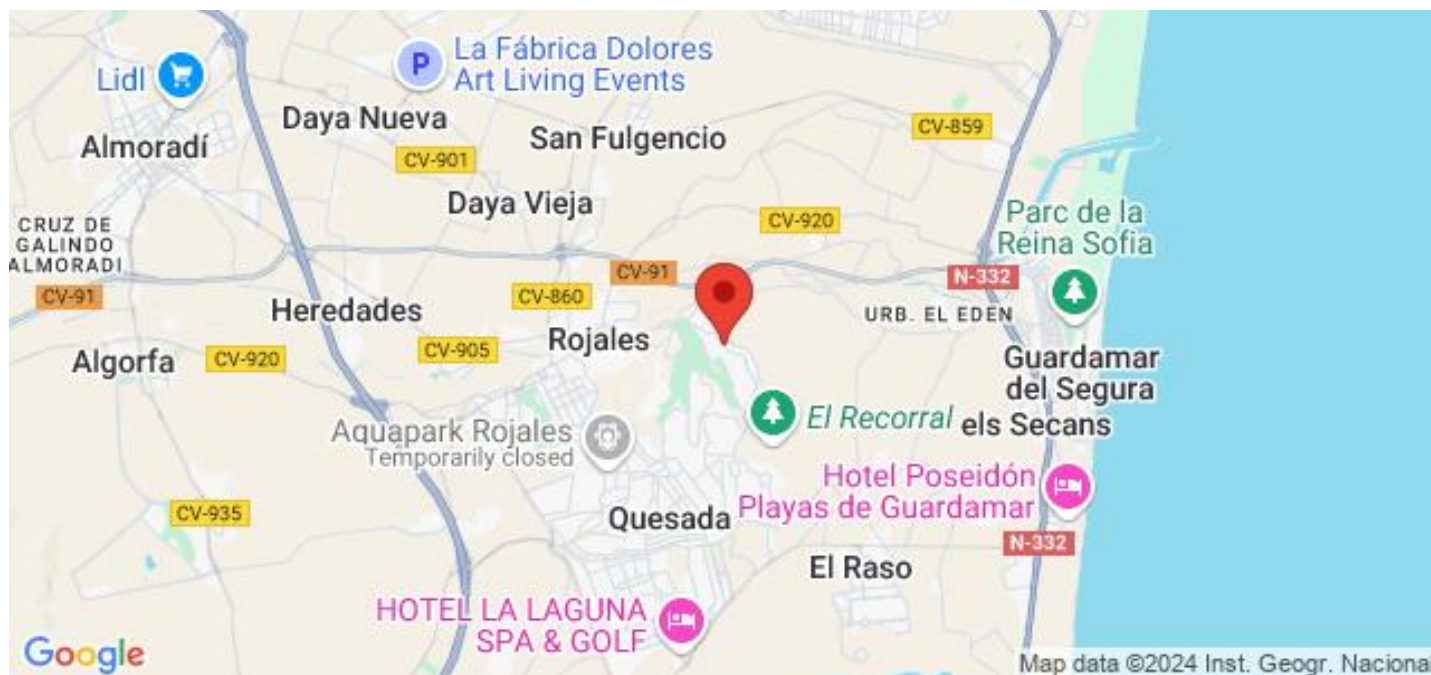 La Fábrica Dolores
Art Living Events
P
Lidl
Daya Nueva
San Fulgencio
CV-859
Almoradí
CV-901
Daya Vieja
CV-920
Parc de la
Reina Sofia
CRUZ DE
GALINDO
ALMORADI
CV-91
N-332
CV-91
CV-860
Heredades
URB. EL EDEN
Rojales
CV-905
CV-920
Algorfa
Guardamar
del Segura
El Recorral
els Secans
Aquapark Rojales
Temporarily closed
Hotel Poseidón
Playas de Guardamar
CV-935
Quesada
N-332
El Raso
HOTEL LA LAGUNA
SPA & GOLF
Google
Map data ©2024 Inst. Geogr. Nacional